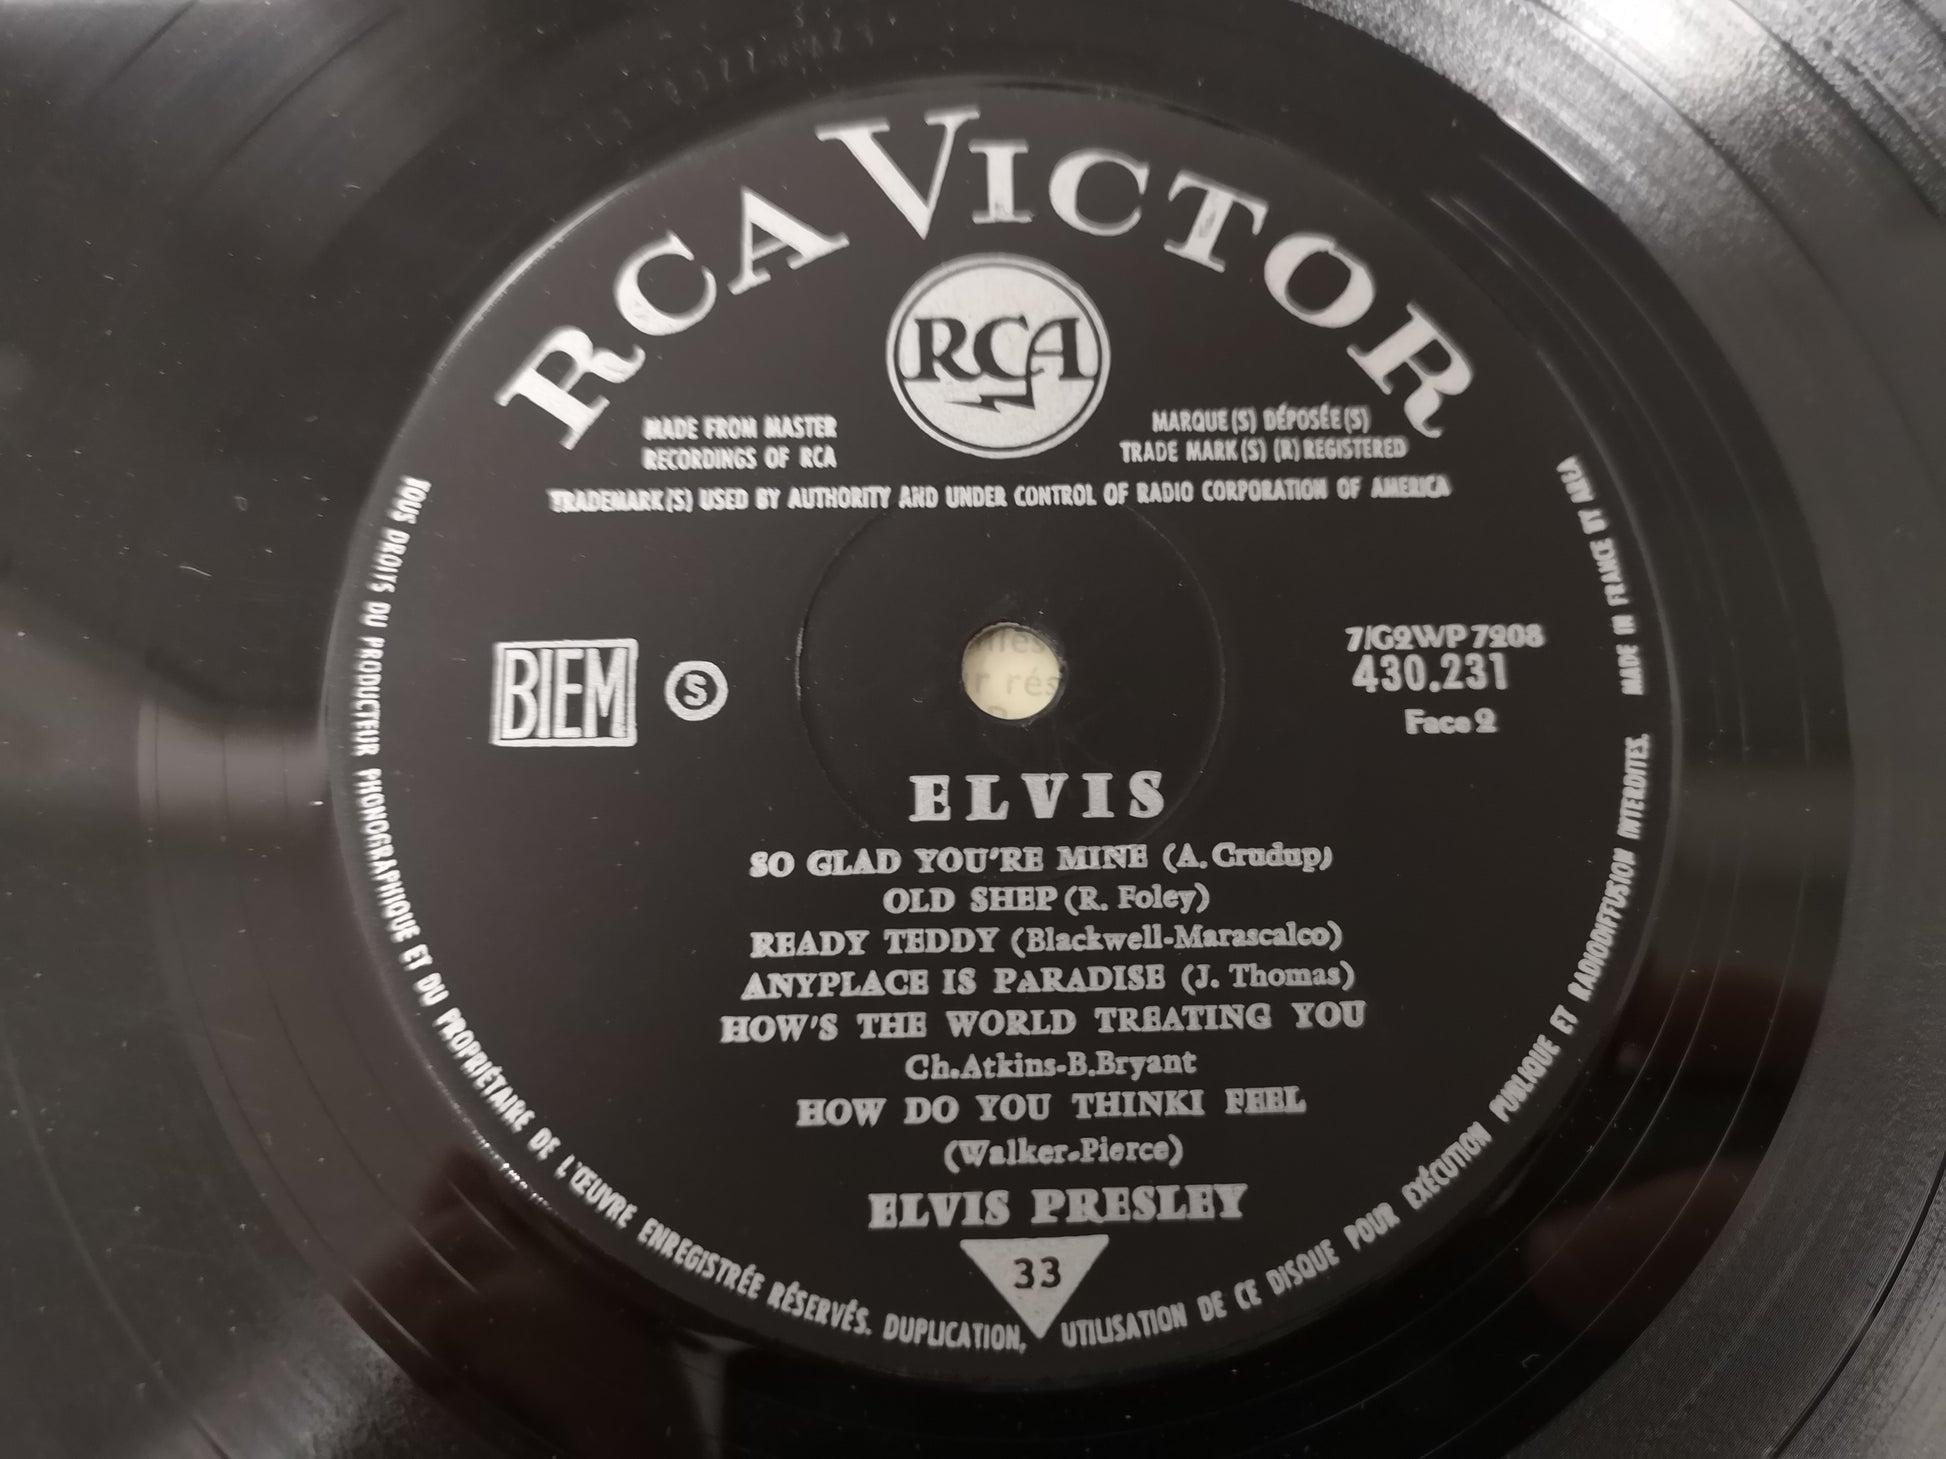 RCA VICTOR
RCA
MADE FROM MASTER
RECORDINGS OF RCA
MARQUE(S) DÉPOSÉE(S)
TRADE MARK(S) (R) REGISTERED
TRADEMARK(S) USED BY AUTHORITY AND UNDER CONTROL OF RADIO CORPORATION OF AMERICA
BIEM
S
7/G2WP 7208
430.231
Face 2
ELVIS
SO GLAD YOU'RE MINE (A. Crudup)
OLD SHEP (R. Foley)
READY TEDDY (Blackwell-Marascalco)
ANYPLACE IS PARADISE (J. Thomas)
HOW'S THE WORLD TREATING YOU
Ch.Atkins-B.Bryant
HOW DO YOU THINKI FEEL
(Walker-Pierce)
ELVIS PRESLEY
33
TOUS DROITS DU PRODUCTEUR PHONOGRAPHIQUE ET DU PROPRIÉTAIRE DE L'ŒUVRE ENREGISTRÉE RÉSERVÉS. DUPLICATION, UTILISATION DE CE DISQUE POUR EXÉCUTION PUBLIQUE ET RADIODIFFUSION INTERDITES. MADE IN FRANCE BY AREA